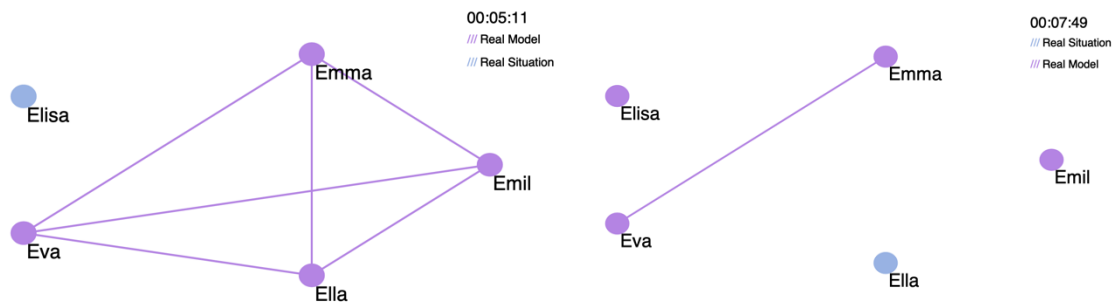 00:05:11
/// Real Model
/// Real Situation
Emma
Elisa
Emil
Eva
Ella
00:07:49
/// Real Situation
/// Real Model
Emma
Elisa
Emil
Eva
Ella